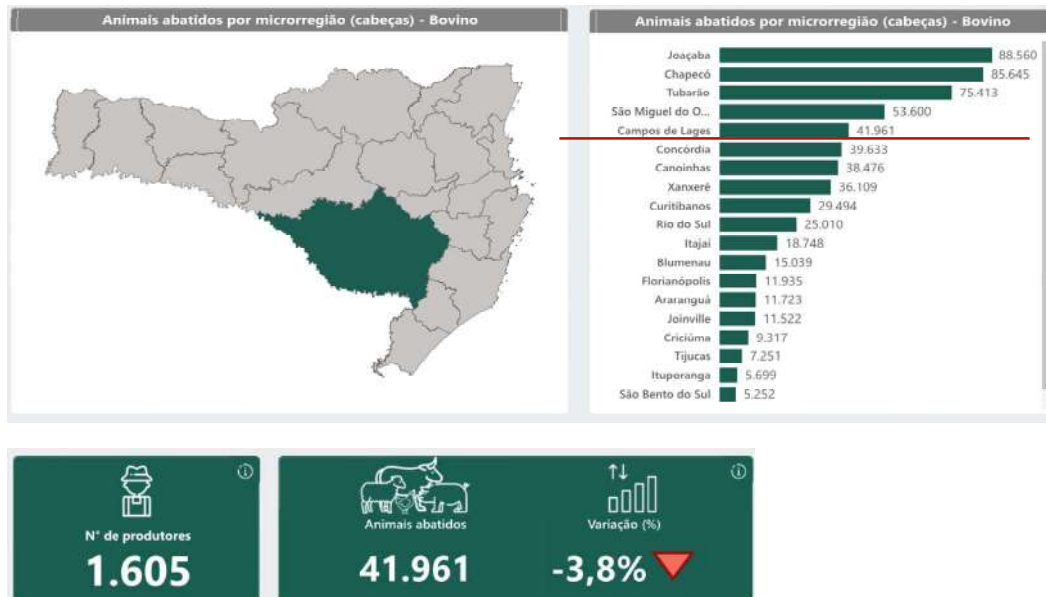 Animais abatidos por microrregião (cabeças) - Bovino
Animais abatidos por microrregião (cabeças) - Bovino
Joaçaba 88.560
Chapecó 85.645
Tubarão 75.413
São Miguel do O... 53.600
Campos de Lages 41.961
Concórdia 39.633
Canoinhas 38.476
Xanxerê 36.109
Curitibanos 29.494
Rio do Sul 25.010
Itajaí 18.748
Blumenau 15.039
Florianópolis 11.935
Araranguá 11.723
Joinville 11.522
Criciúma 9.317
Tijucas 7.251
Ituporanga 5.699
São Bento do Sul 5.252
N° de produtores
1.605
Animais abatidos
41.961
Variação (%)
-3,8%